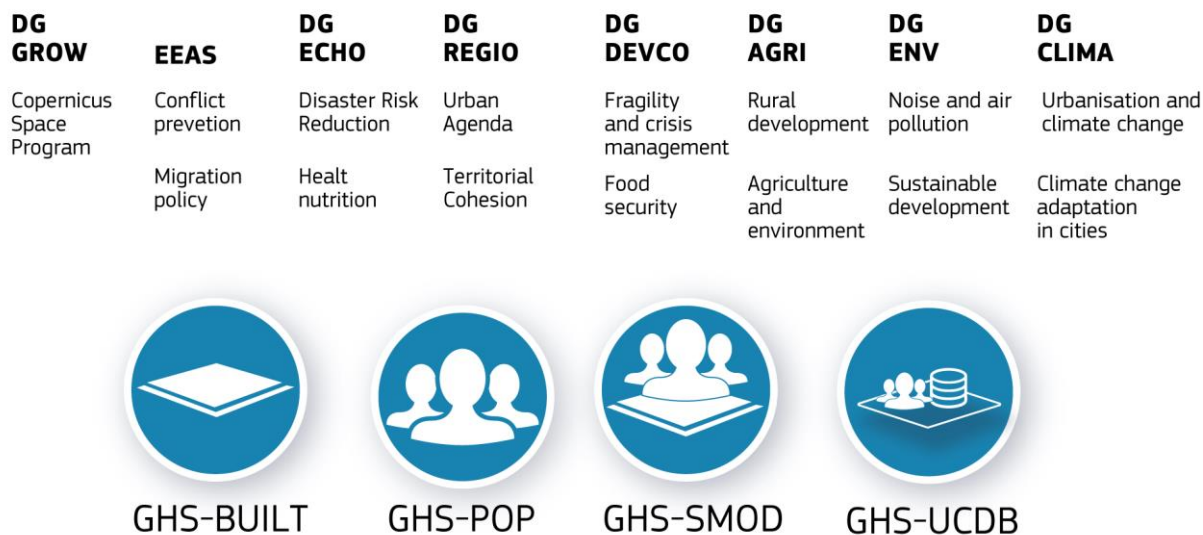 DG
GROW
Copernicus
Space
Program
EEAS
Conflict
prevetion
Migration
policy
DG
ECHO
Disaster Risk
Reduction
Healt
nutrition
DG
REGIO
Urban
Agenda
Territorial
Cohesion
DG
DEVCO
Fragility
and crisis
management
Food
security
DG
AGRI
Rural
development
Agriculture
and
environment
DG
ENV
Noise and air
pollution
Sustainable
development
DG
CLIMA
Urbanisation and
climate change
Climate change
adaptation
in cities
GHS-BUILT
GHS-POP
GHS-SMOD
GHS-UCDB